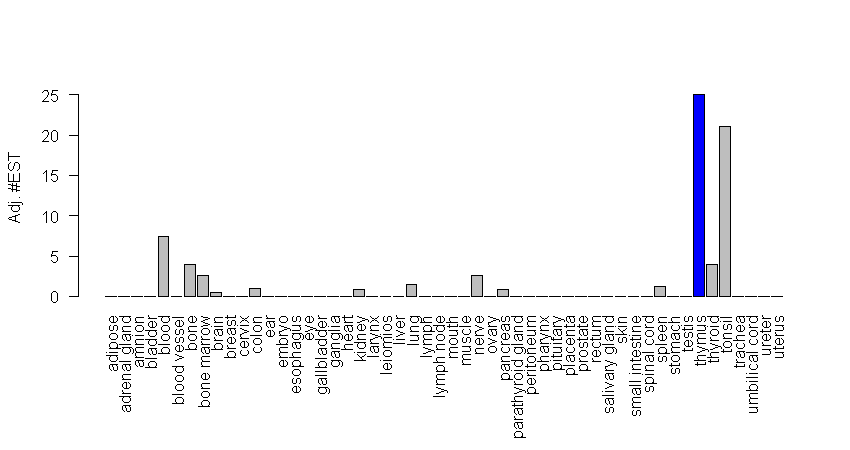 Adj. #EST
25
20
15
10
5
0
adipose
adrenal gland
amnion
bladder
blood
blood vessel
bone
bone marrow
brain
breast
cervix
colon
ear
embryo
esophagus
eye
gallbladder
ganglia
heart
kidney
larynx
leiomios
liver
lung
lymph
lymph node
mouth
muscle
nerve
ovary
pancreas
parathyroid gland
peritoneum
pharynx
pituitary
placenta
prostate
rectum
salivary gland
skin
small intestine
spinal cord
spleen
stomach
testis
thymus
thyroid
tonsil
trachea
umbilical cord
ureter
uterus